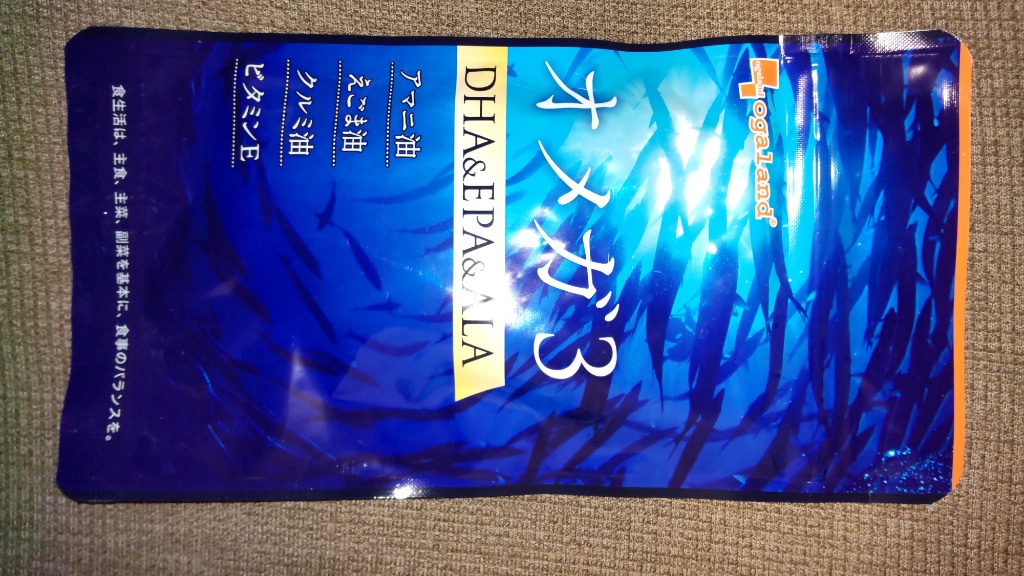 ogaland®
オメガ3
DHA&EPA&ALA
アマニ油
えごま油
クルミ油
ビタミンE
食生活は、主食、主菜、副菜を基本に、食事のバランスを。